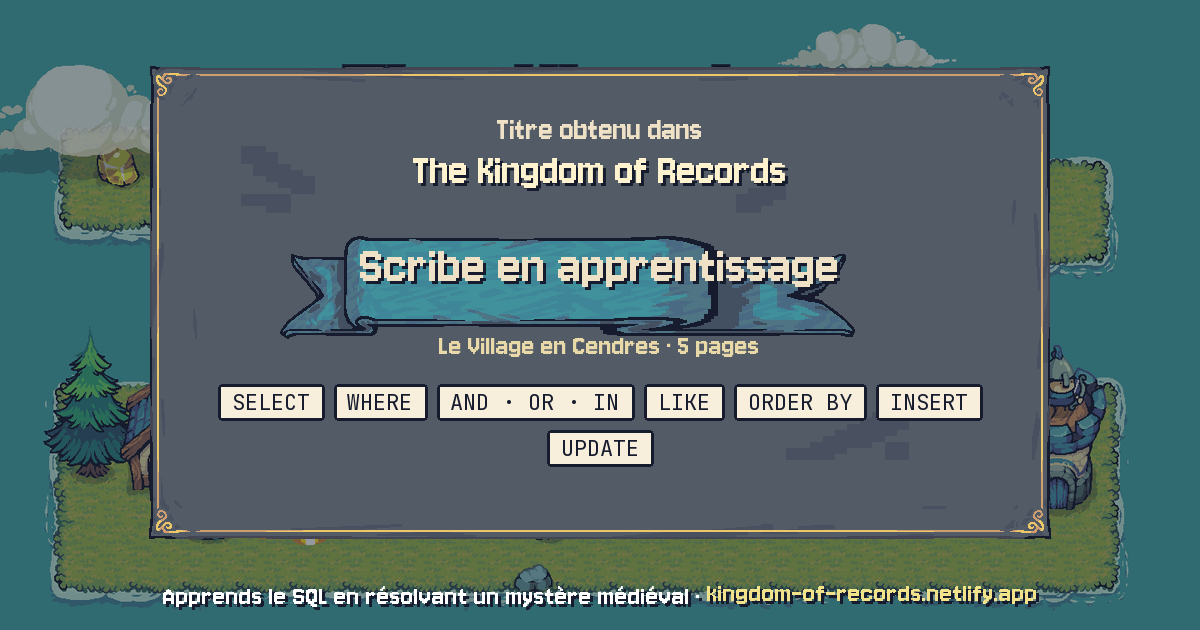 Titre obtenu dans
The Kingdom of Records
Scribe en apprentissage
Le Village en Cendres · 5 pages
SELECT WHERE AND · OR · IN LIKE ORDER BY INSERT
UPDATE
Apprends le SQL en résolvant un mystère médiéval · kingdom-of-records.netlify.app